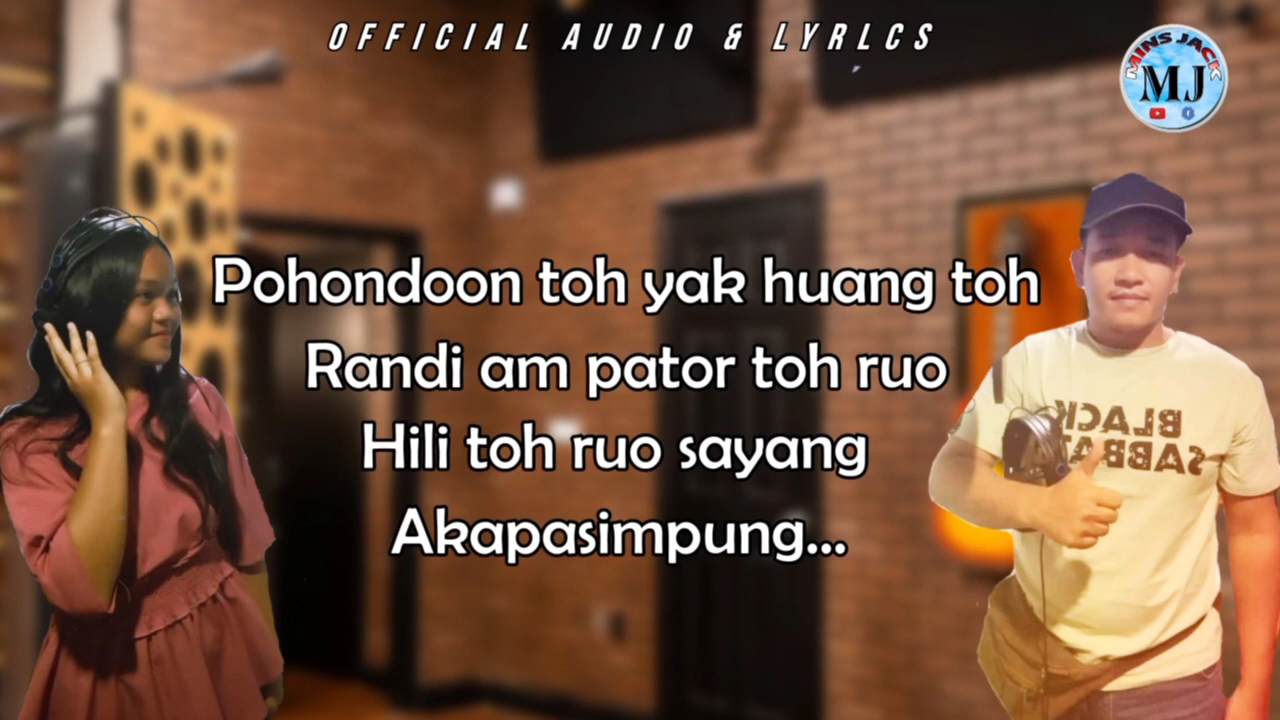 OFFICIAL AUDIO & LYRLCS
MINS JACK
MJ
Pohondoon toh yak huang toh
Randi am pator toh ruo
Hili toh ruo sayang
Akapasimpung...
BLACK
SABBAT